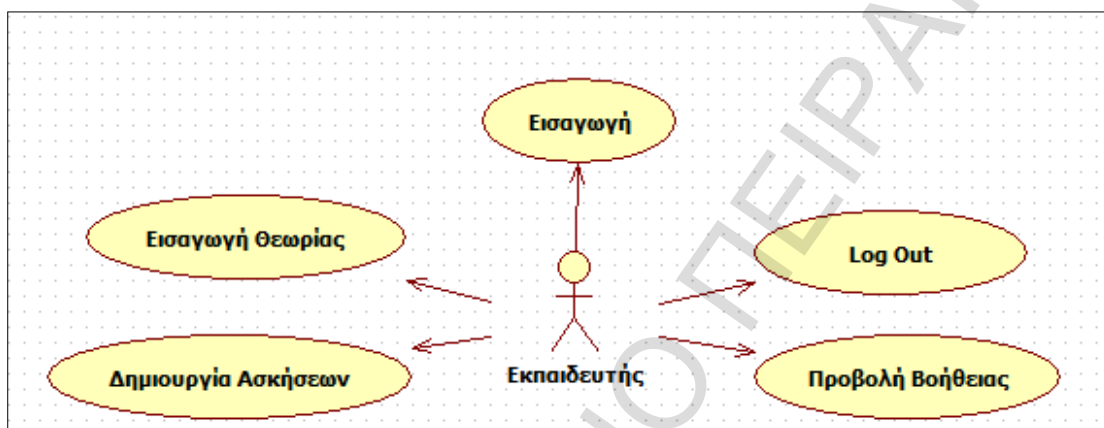 Εισαγωγή
Εισαγωγή Θεωρίας
Log Out
Εκπαιδευτής
Δημιουργία Ασκήσεων
Προβολή Βοήθειας